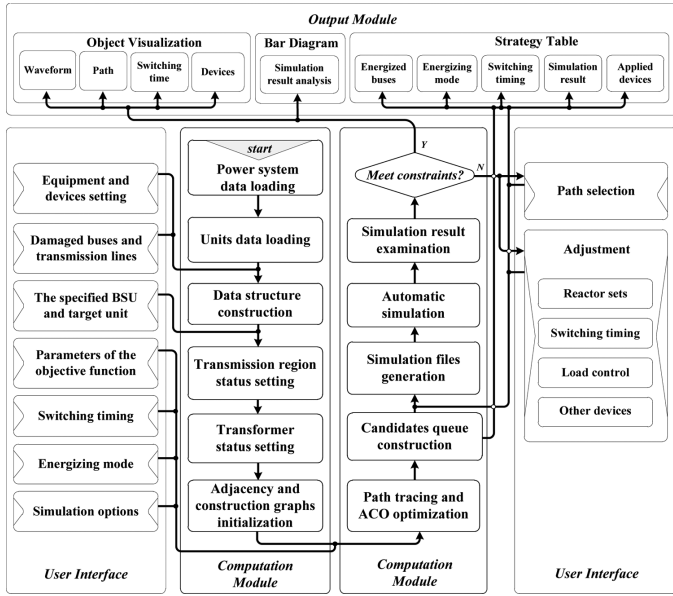 Output Module
Object Visualization
Waveform
Path
Switching
time
Devices
Bar Diagram
Simulation
result analysis
Strategy Table
Energized
buses
Energizing
mode
Switching
timing
Simulation
result
Applied
devices
Equipment and
devices setting
Damaged buses and
transmission lines
The specified BSU
and target unit
Parameters of the
objective function
Switching timing
Energizing mode
Simulation options
User Interface
start
Power system
data loading
Units data loading
Data structure
construction
Transmission region
status setting
Transformer
status setting
Adjacency and
construction graphs
initialization
Computation
Module
Y
Meet constraints?
N
Simulation result
examination
Automatic
simulation
Simulation files
generation
Candidates queue
construction
Path tracing and
ACO optimization
Computation
Module
Path selection
Adjustment
Reactor sets
Switching timing
Load control
Other devices
User Interface